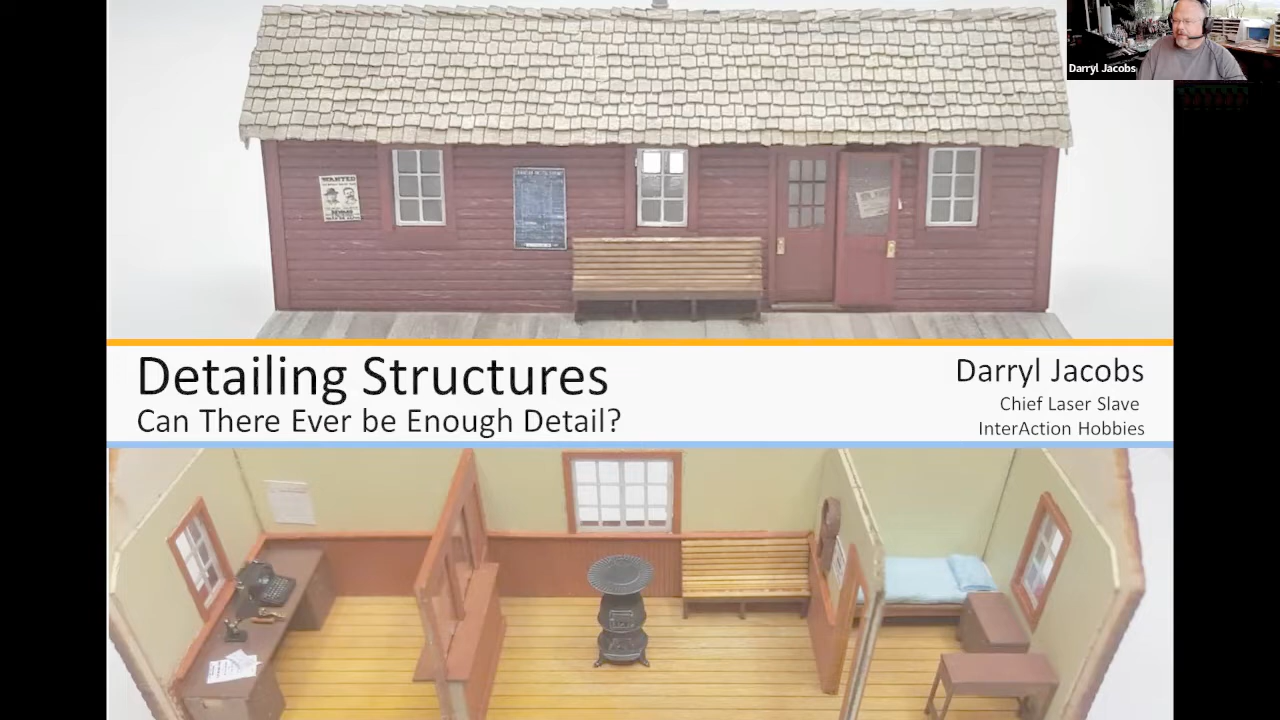 Darryl Jacobs
WANTED
Detailing Structures
Can There Ever be Enough Detail?
Darryl Jacobs
Chief Laser Slave
InterAction Hobbies